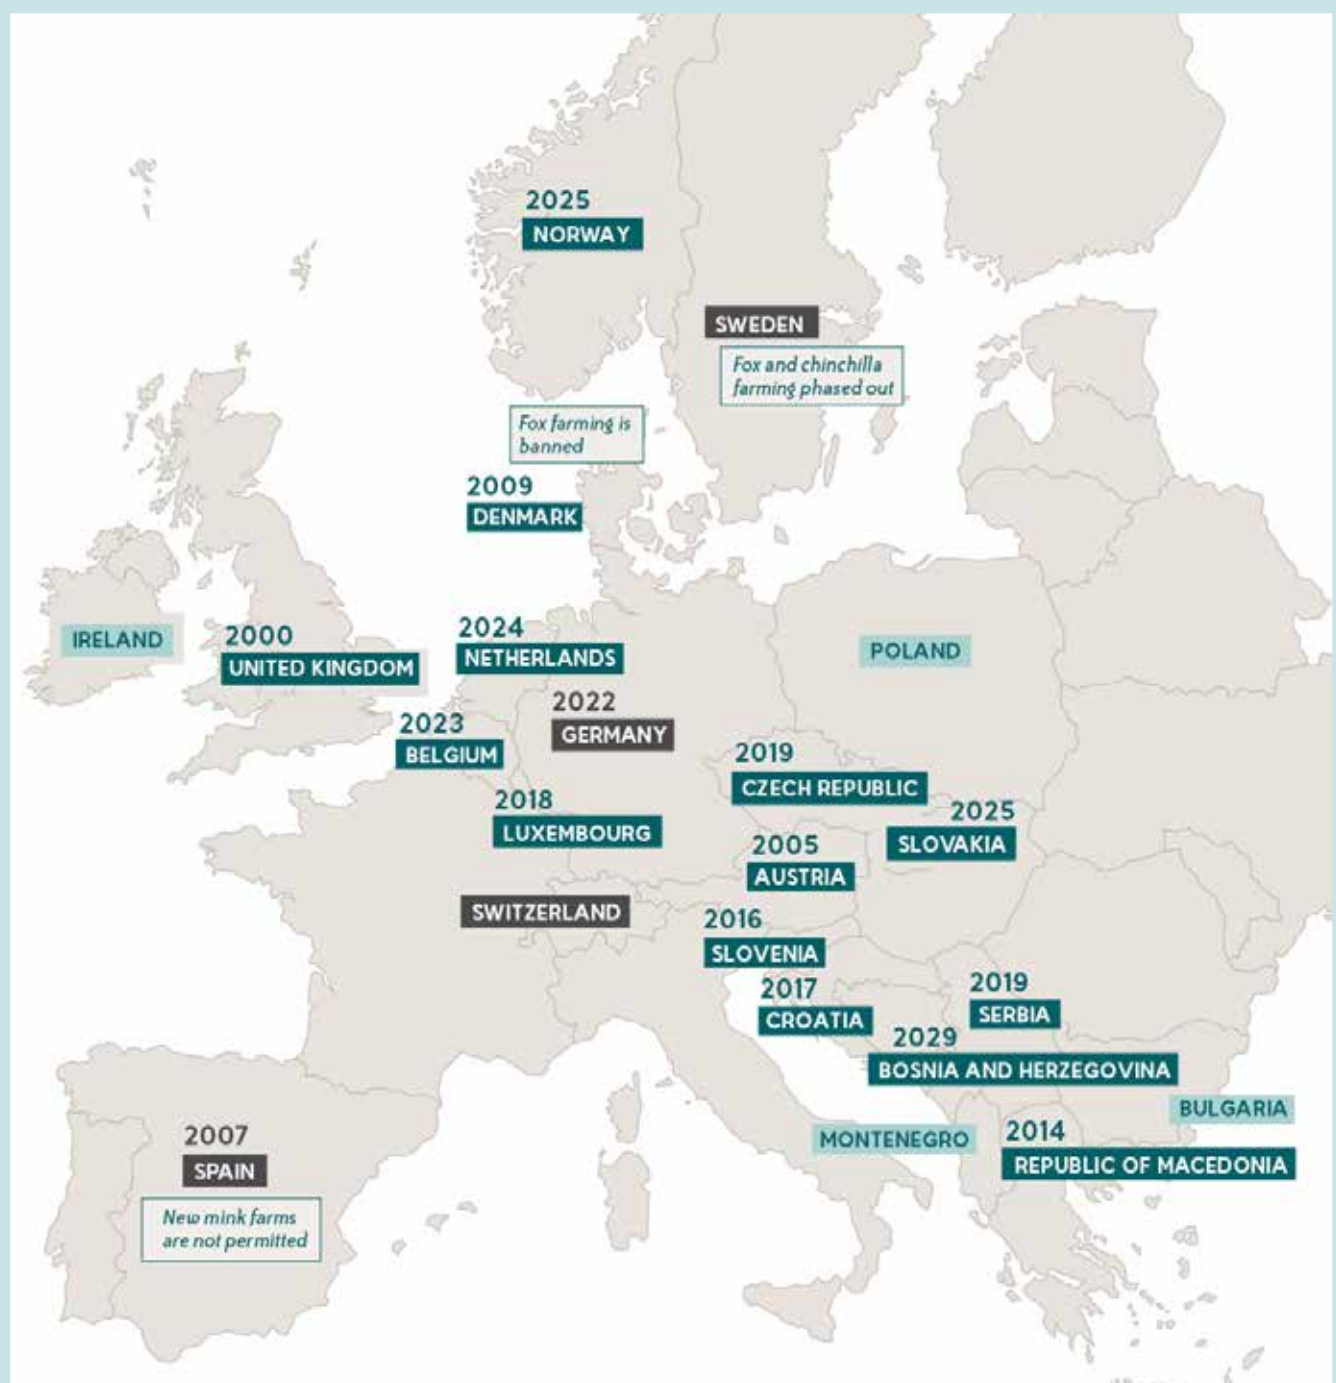 2025
NORWAY
SWEDEN
Fox and chinchilla
farming phased out
Fox farming is
banned
2009
DENMARK
IRELAND
2000
UNITED KINGDOM
2024
NETHERLANDS
POLAND
2022
GERMANY
2023
BELGIUM
2019
CZECH REPUBLIC
2018
LUXEMBOURG
2025
SLOVAKIA
2005
AUSTRIA
SWITZERLAND
2016
SLOVENIA
2017
CROATIA
2019
SERBIA
2029
BOSNIA AND HERZEGOVINA
BULGARIA
MONTENEGRO
2014
REPUBLIC OF MACEDONIA
2007
SPAIN
New mink farms
are not permitted